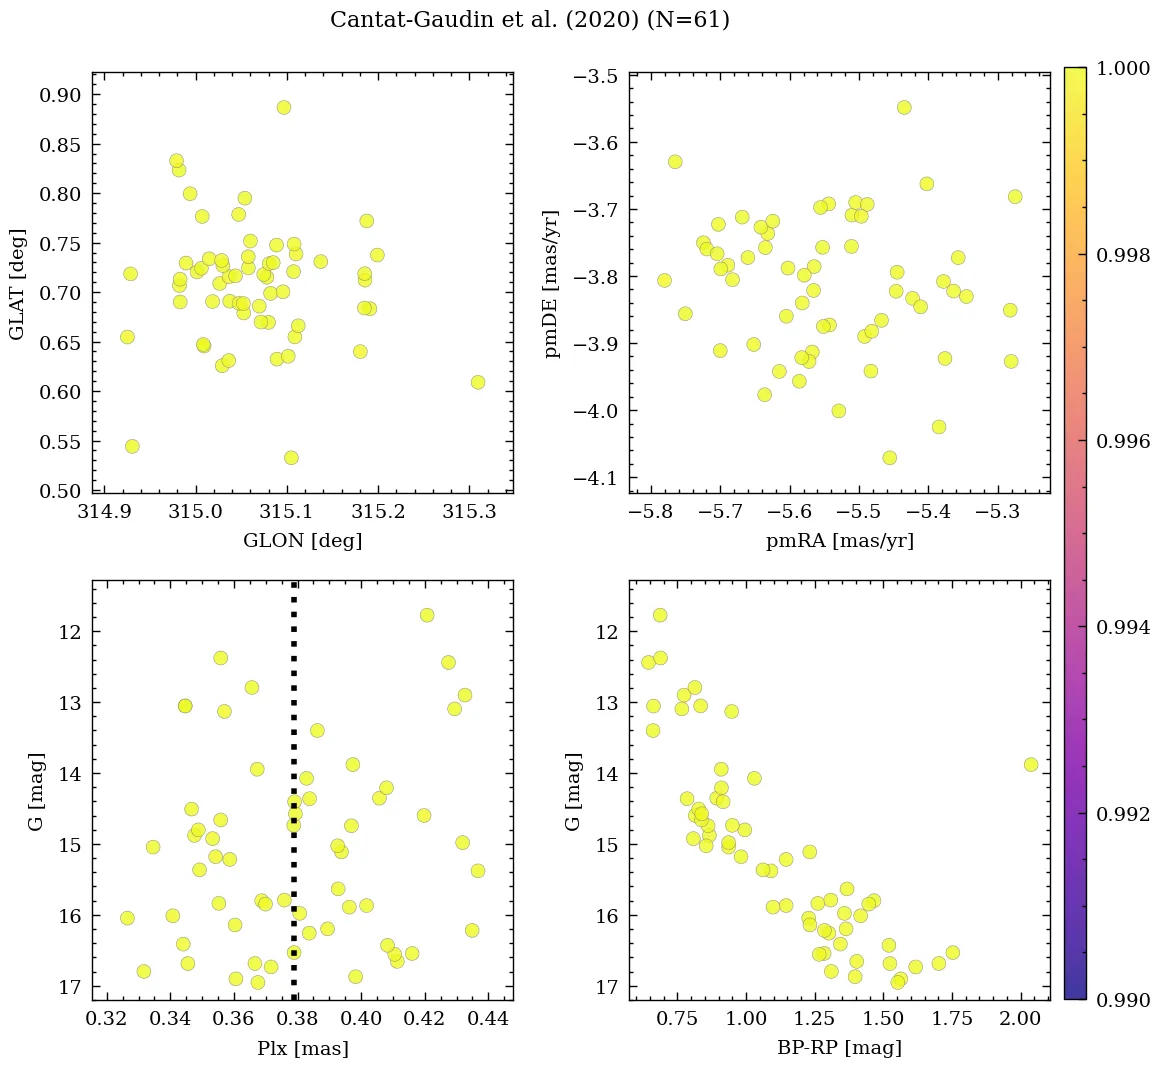 Cantat-Gaudin et al. (2020) (N=61)
0.90
0.85
0.80
0.75
0.70
0.65
0.60
0.55
0.50
GLAT [deg]
314.9 315.0 315.1 315.2 315.3
GLON [deg]
−3.5
−3.6
−3.7
−3.8
−3.9
−4.0
−4.1
pmDE [mas/yr]
−5.8 −5.7 −5.6 −5.5 −5.4 −5.3
pmRA [mas/yr]
12
13
14
15
16
17
G [mag]
0.32 0.34 0.36 0.38 0.40 0.42 0.44
Plx [mas]
12
13
14
15
16
17
G [mag]
0.75 1.00 1.25 1.50 1.75 2.00
BP-RP [mag]
1.000
0.998
0.996
0.994
0.992
0.990